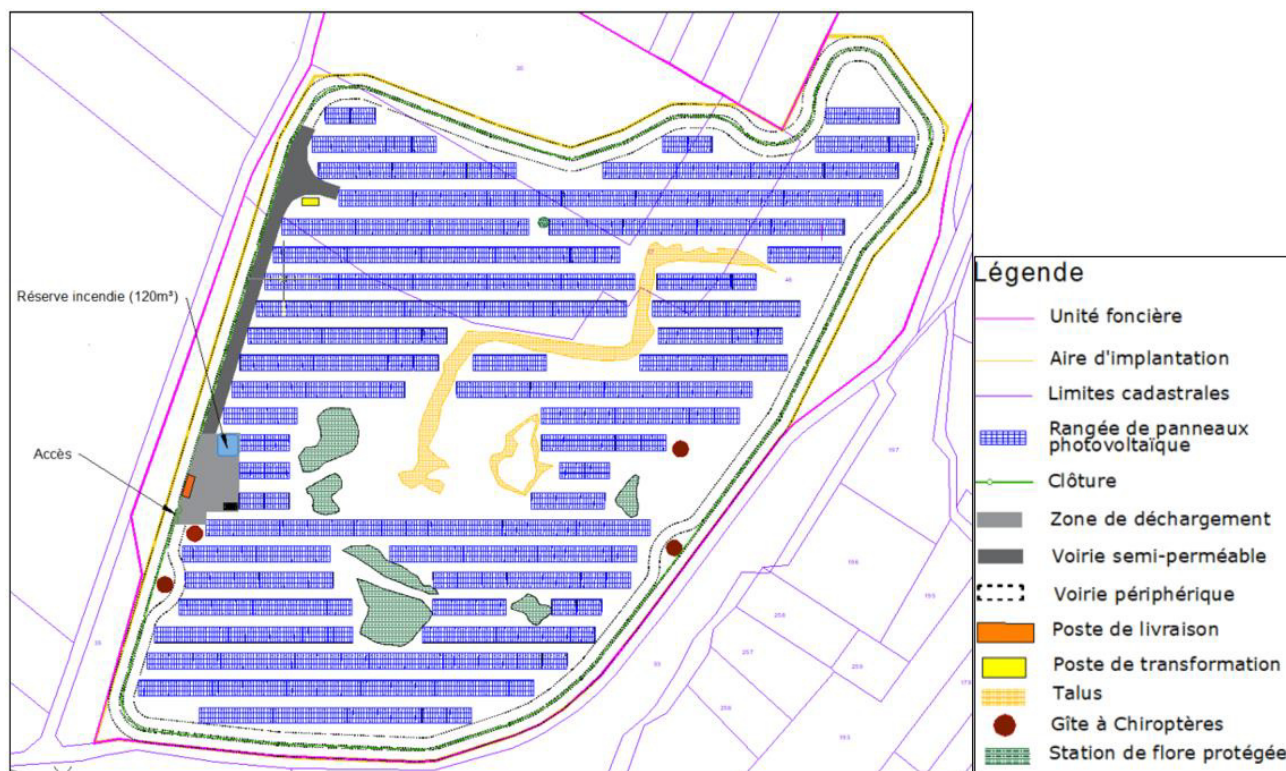 20
Réserve incendie (120m³)
Accès
Légende
Unité foncière
Aire d'implantation
Limites cadastrales
Rangée de panneaux
photovoltaïque
Clôture
Zone de déchargement
Voirie semi-perméable
Voirie périphérique
Poste de livraison
Poste de transformation
Talus
Gîte à Chiroptères
Station de flore protégée